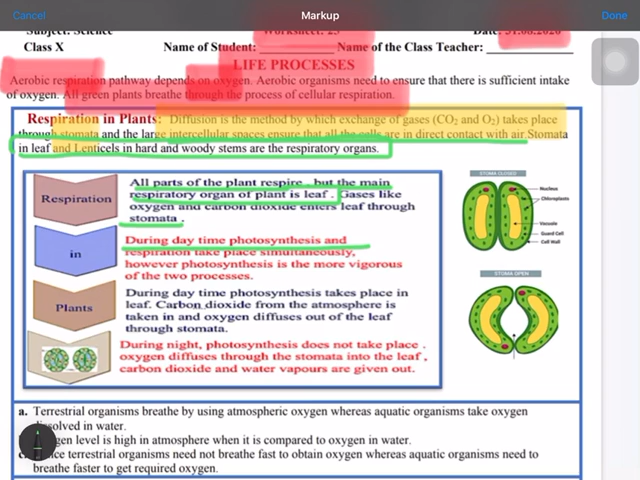 Cancel
Markup
Done
Subject: Science
Worksheet: 25
Date: 31.08.2020
Class X
Name of Student: ____________
Name of the Class Teacher: ______________
LIFE PROCESSES
Aerobic respiration pathway depends on oxygen. Aerobic organisms need to ensure that there is sufficient intake
of oxygen. All green plants breathe through the process of cellular respiration.
Respiration in Plants: Diffusion is the method by which exchange of gases (CO2 and O2) takes place
through stomata and the large intercellular spaces ensure that all the cells are in direct contact with air Stomata
in leaf and Lenticels in hard and woody stems are the respiratory organs.
Respiration
All parts of the plant respire , but the main
respiratory organ of plant is leaf . Gases like
oxygen and carbon dioxide enters leaf through
stomata .
in
During day time photosynthesis and
respiration take place simultaneously,
however photosynthesis is the more vigorous
of the two processes.
Plants
During day time photosynthesis takes place in
leaf. Carbon dioxide from the atmosphere is
taken in and oxygen diffuses out of the leaf
through stomata.
During night, photosynthesis does not take place .
oxygen diffuses through the stomata into the leaf ,
carbon dioxide and water vapours are given out.
STOMA CLOSED
Nucleus
Chloroplasts
Vacuole
Guard Cell
Cell Wall
STOMA OPEN
a. Terrestrial organisms breathe by using atmospheric oxygen whereas aquatic organisms take oxygen
dissolved in water.
gen level is high in atmosphere when it is compared to oxygen in water.
c. terrestrial organisms need not breathe fast to obtain oxygen whereas aquatic organisms need to
breathe faster to get required oxygen.